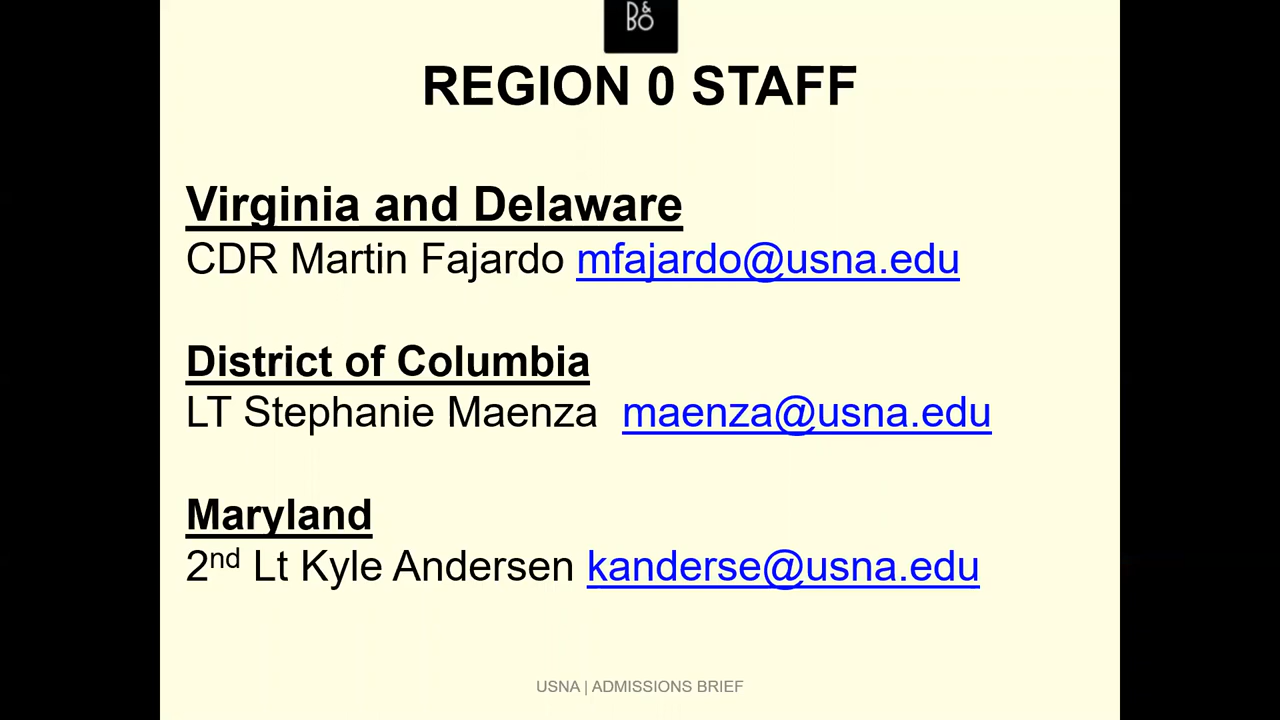 D&
BO
REGION 0 STAFF
Virginia and Delaware
CDR Martin Fajardo mfajardo@usna.edu
District of Columbia
LT Stephanie Maenza maenza@usna.edu
Maryland
2nd Lt Kyle Andersen kanderse@usna.edu
USNA | ADMISSIONS BRIEF